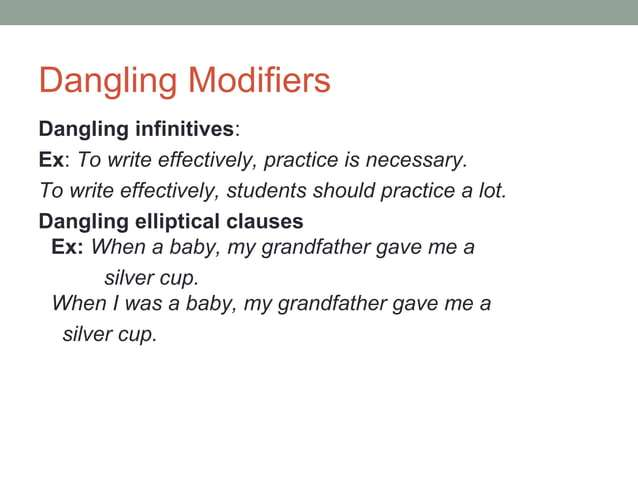 Dangling Modifiers
Dangling infinitives:
Ex: To write effectively, practice is necessary.
To write effectively, students should practice a lot.
Dangling elliptical clauses
Ex: When a baby, my grandfather gave me a
silver cup.
When I was a baby, my grandfather gave me a
silver cup.